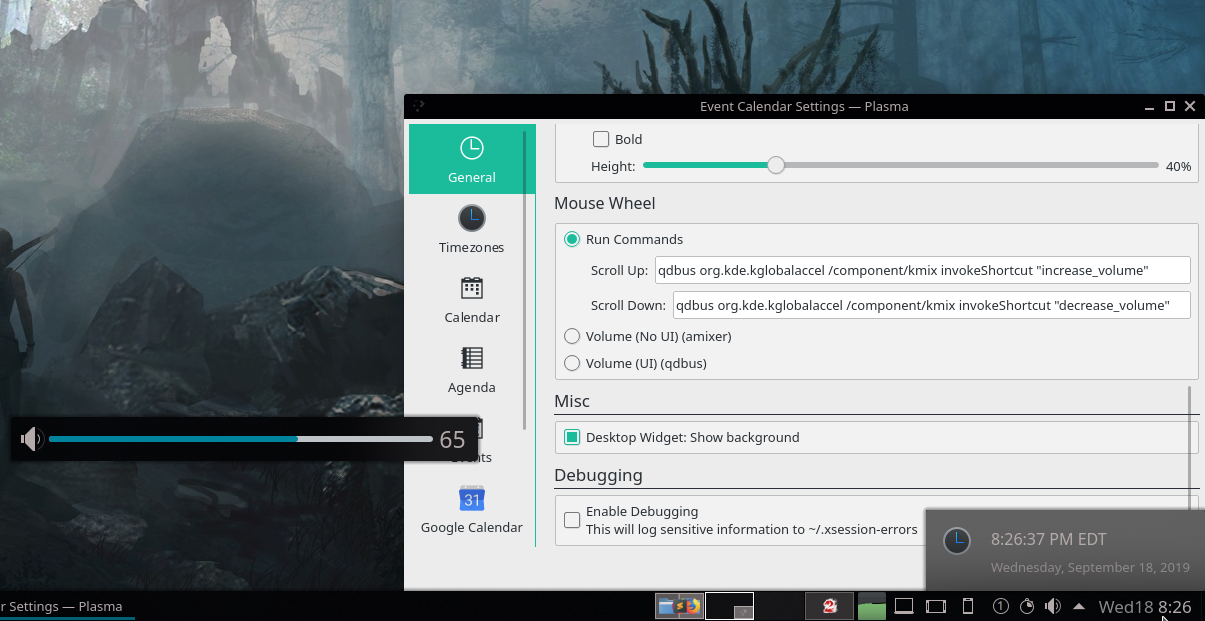 Event Calendar Settings — Plasma
General
Timezones
Calendar
Agenda
Google Calendar
31
Bold
Height: 40%
Mouse Wheel
Run Commands
Scroll Up: qdbus org.kde.kglobalaccel /component/kmix invokeShortcut "increase_volume"
Scroll Down: qdbus org.kde.kglobalaccel /component/kmix invokeShortcut "decrease_volume"
Volume (No UI) (amixer)
Volume (UI) (qdbus)
Misc
Desktop Widget: Show background
Debugging
Enable Debugging
This will log sensitive information to ~/.xsession-errors
65
8:26:37 PM EDT
Wednesday, September 18, 2019
r Settings — Plasma
2
1
Wed18 8:26